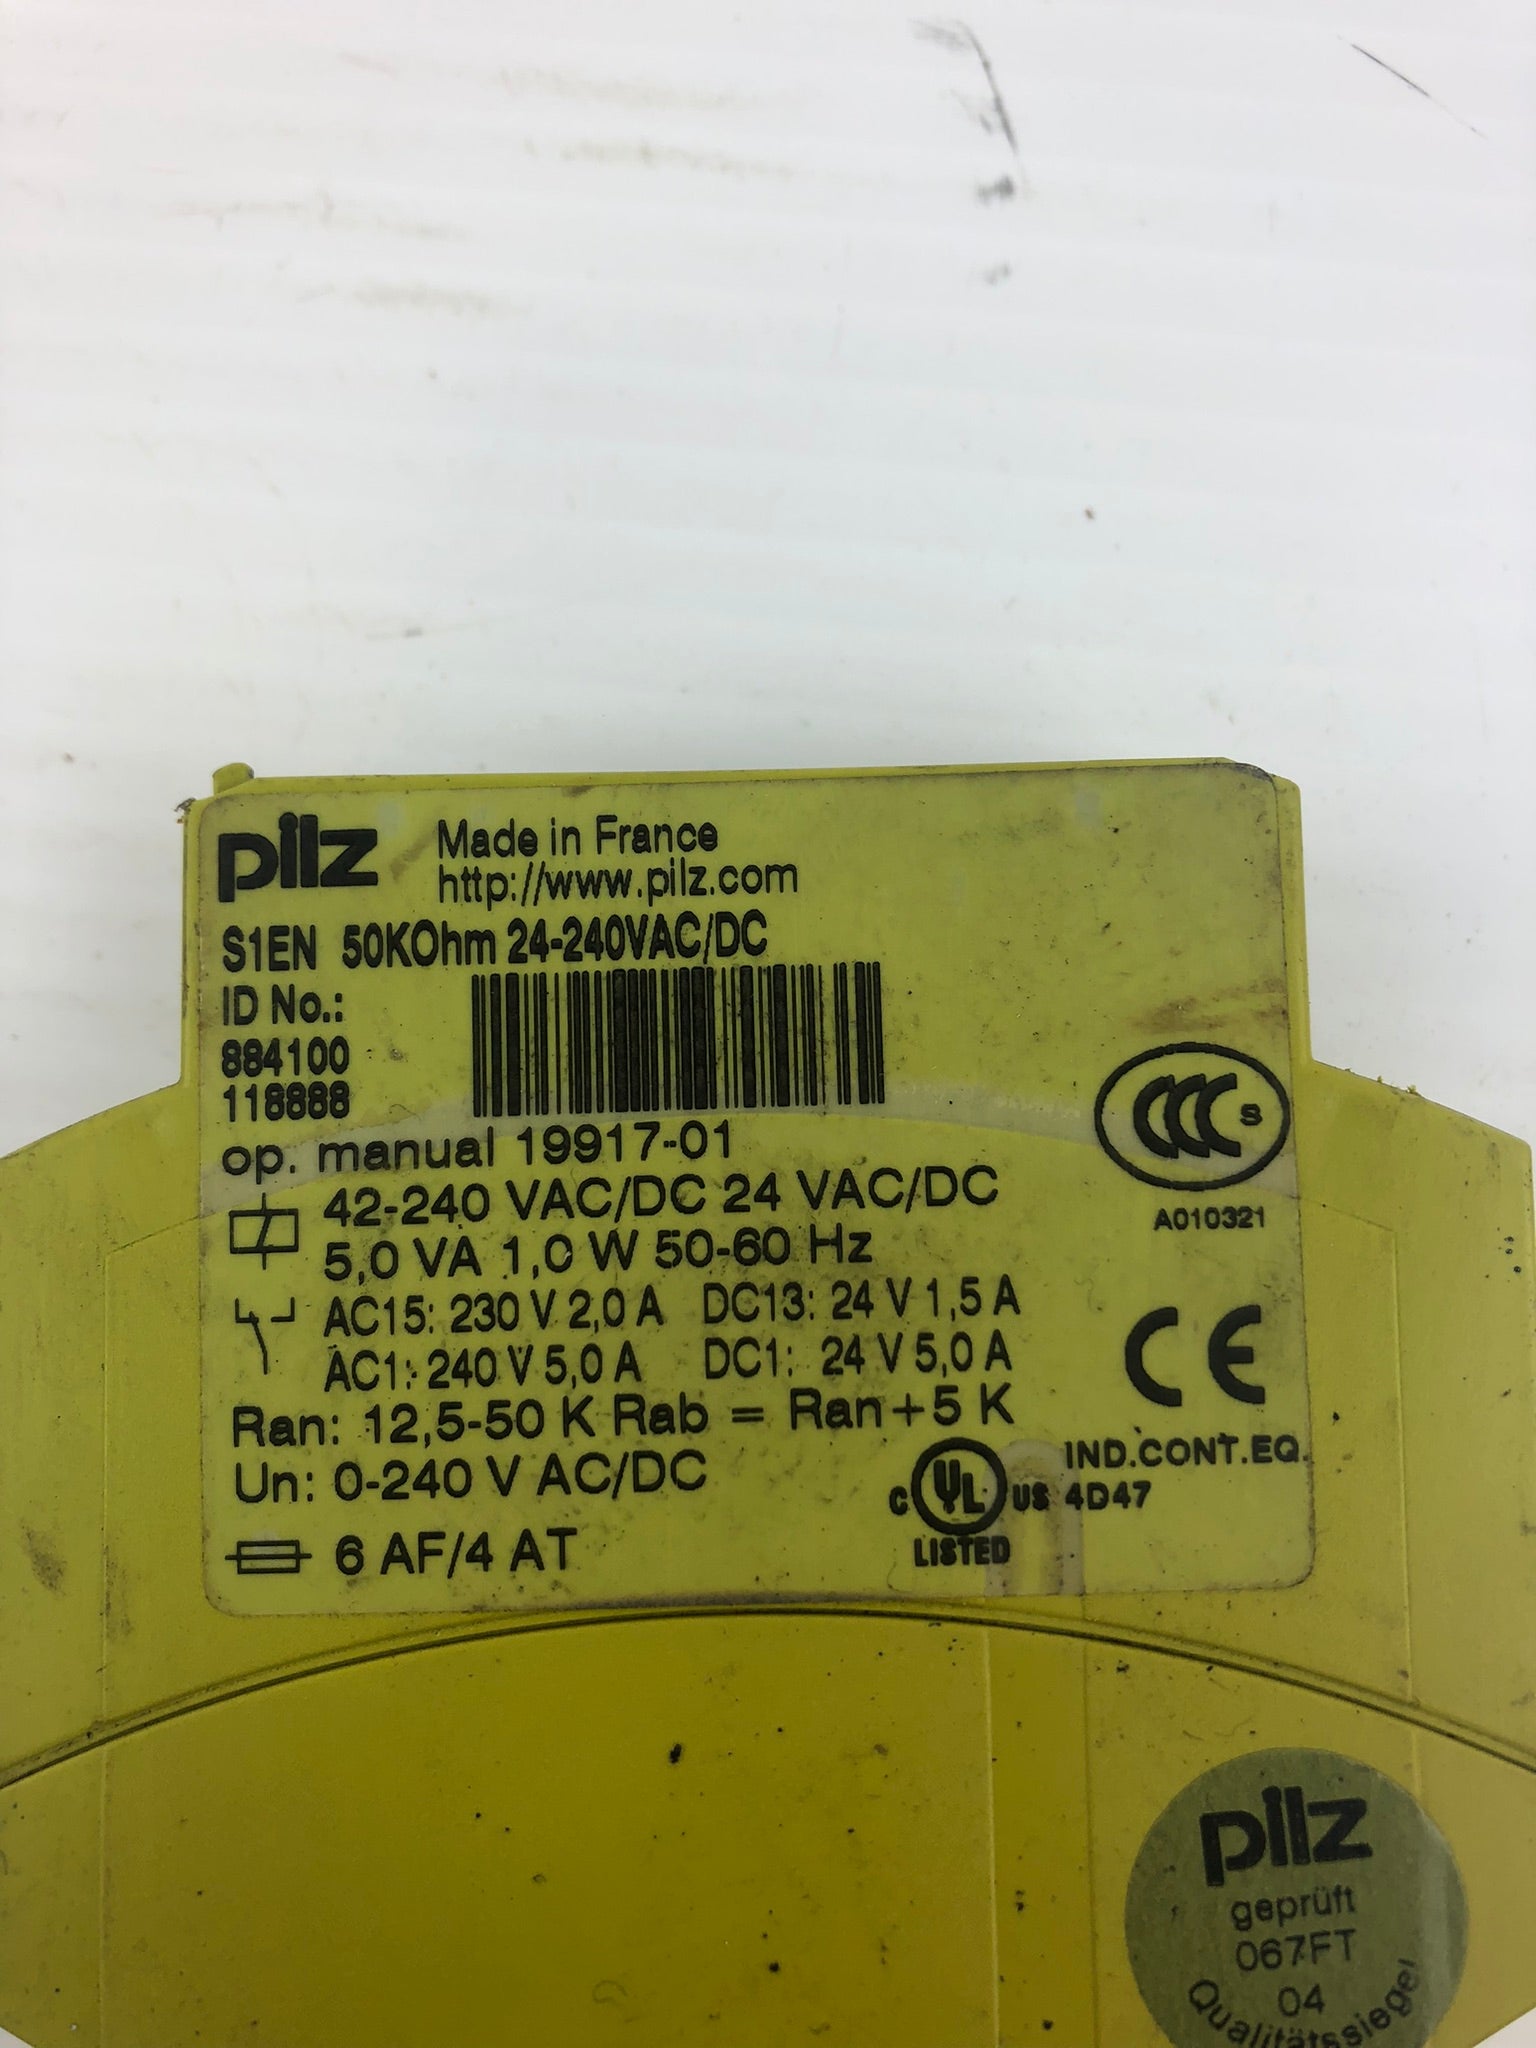 pilz
Made in France
http://www.pilz.com
S1EN 50KOhm 24-240VAC/DC
ID No.:
884100
118888
op. manual 19917-01
42-240 VAC/DC 24 VAC/DC
5,0 VA 1,0 W 50-60 Hz
AC15: 230 V 2,0 A DC13: 24 V 1,5 A
AC1: 240 V 5,0 A DC1: 24 V 5,0 A
Ran: 12,5-50 K Rab = Ran+5 K
Un: 0-240 V AC/DC
6 AF/4 AT
CCC S
A010321
CE
C UL US
LISTED
IND.CONT.EQ.
4D47
pilz
geprüft
067FT
04
Qualitätssiegel